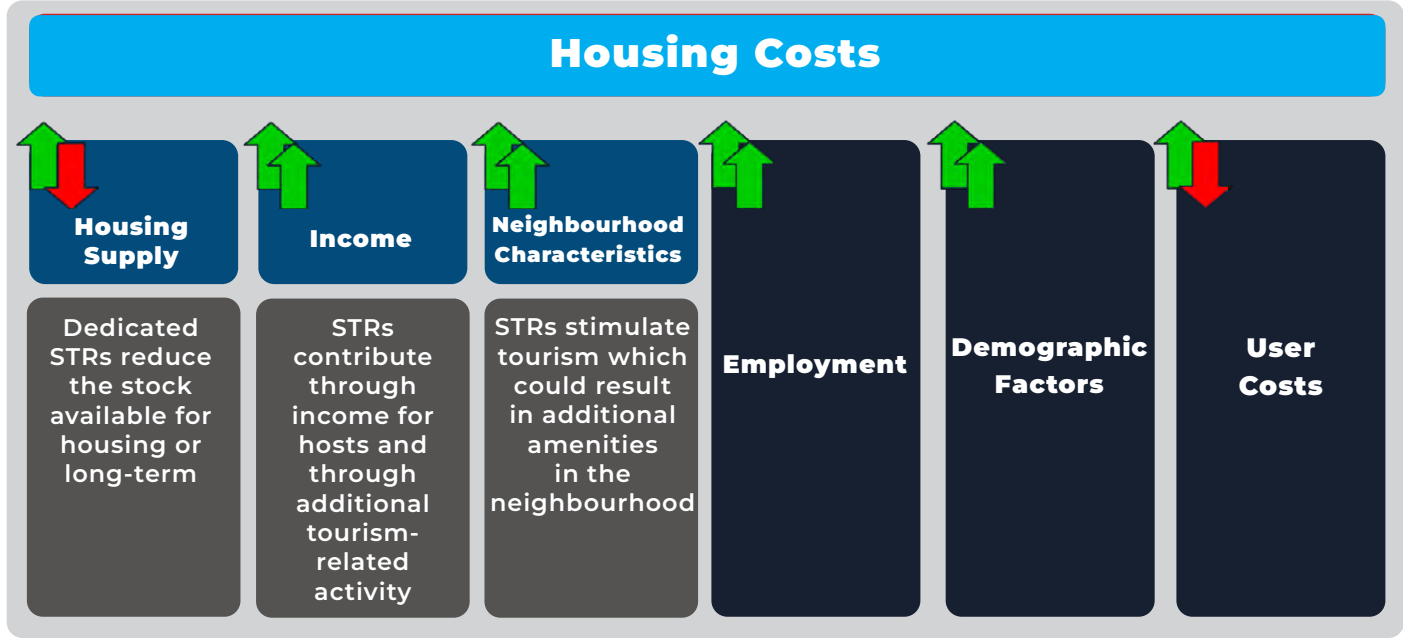 Housing Costs
Housing
Supply
Income
Neighbourhood
Characteristics
Employment
Demographic
Factors
User
Costs
Dedicated
STRs reduce
the stock
available for
housing or
long-term
STRs
contribute
through
income for
hosts and
through
additional
tourism-
related
activity
STRs stimulate
tourism which
could result
in additional
amenities
in the
neighbourhood